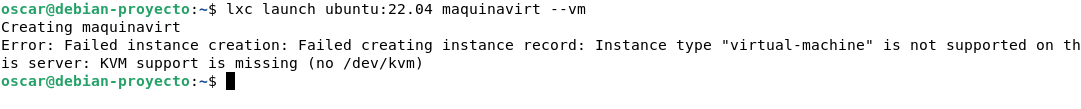 oscar@debian-proyecto:~$ lxc launch ubuntu:22.04 maquinavirt --vm
Creating maquinavirt
Error: Failed instance creation: Failed creating instance record: Instance type "virtual-machine" is not supported on th
is server: KVM support is missing (no /dev/kvm)
oscar@debian-proyecto:~$